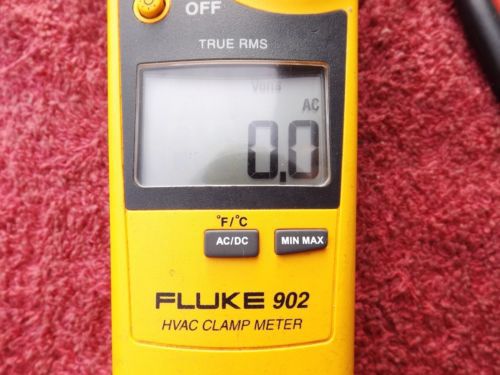 OFF
TRUE RMS
Volts
AC
0.0
°F/°C
AC/DC
MIN MAX
FLUKE 902
HVAC CLAMP METER